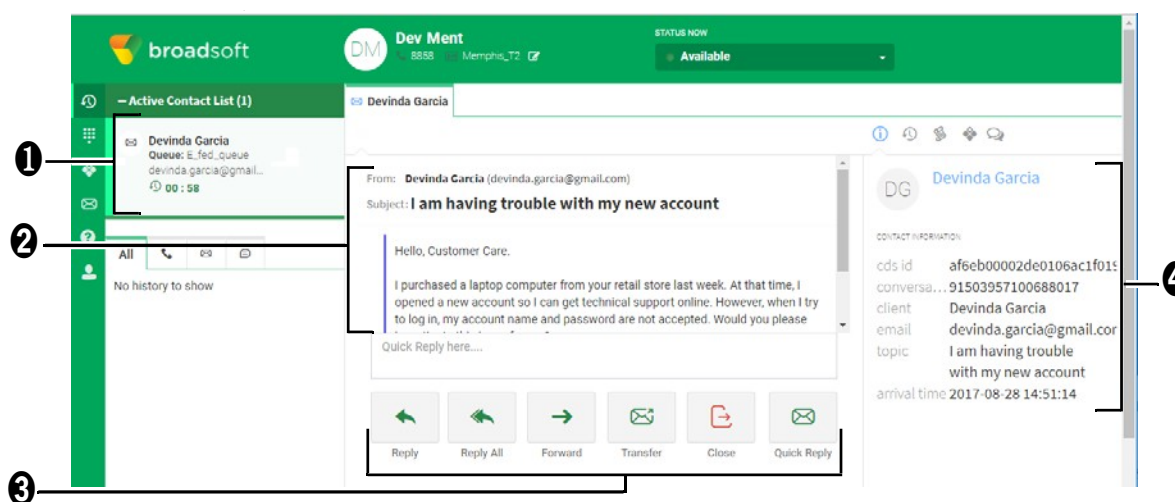 broadsoft
DM
Dev Ment
8858 Memphis_T2
STATUS NOW
Available
– Active Contact List (1)
Devinda Garcia
❶
Devinda Garcia
Queue: E_fed_queue
devinda.garcia@gmail...
00 : 58
❷
From: Devinda Garcia (devinda.garcia@gmail.com)
Subject: I am having trouble with my new account
Hello, Customer Care.
I purchased a laptop computer from your retail store last week. At that time, I
opened a new account so I can get technical support online. However, when I try
to log in, my account name and password are not accepted. Would you please
Quick Reply here....
All
No history to show
Reply Reply All Forward Transfer Close Quick Reply
❸
DG
Devinda Garcia
CONTACT INFORMATION
cds id af6eb00002de0106ac1f019
conversa... 91503957100688017
client Devinda Garcia
email devinda.garcia@gmail.cor
topic I am having trouble
with my new account
arrival time 2017-08-28 14:51:14
❹